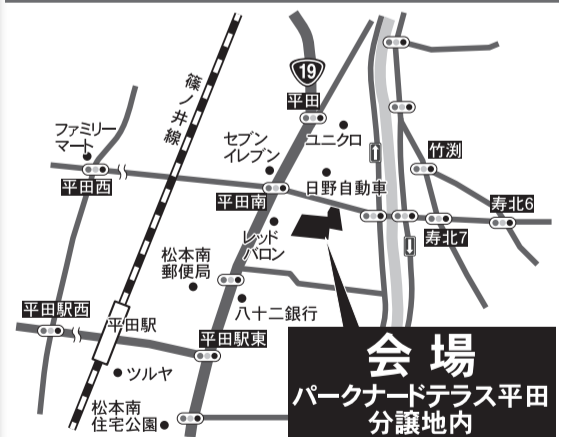 19
平田
篠ノ井線
ファミリー
マート
セブン
イレブン
ユニクロ
竹渕
平田西
平田南
日野自動車
寿北6
寿北7
レッド
バロン
松本南
郵便局
平田駅西
平田駅
八十二銀行
平田駅東
ツルヤ
松本南
住宅公園
会場
パークナードテラス平田
分譲地内